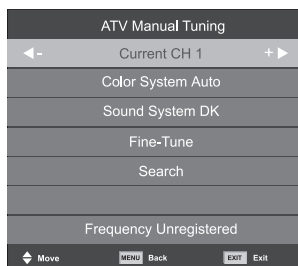 ATV Manual Tuning
- Current CH 1 +
Color System Auto
Sound System DK
Fine-Tune
Search
Frequency Unregistered
Move MENU Back EXIT Exit